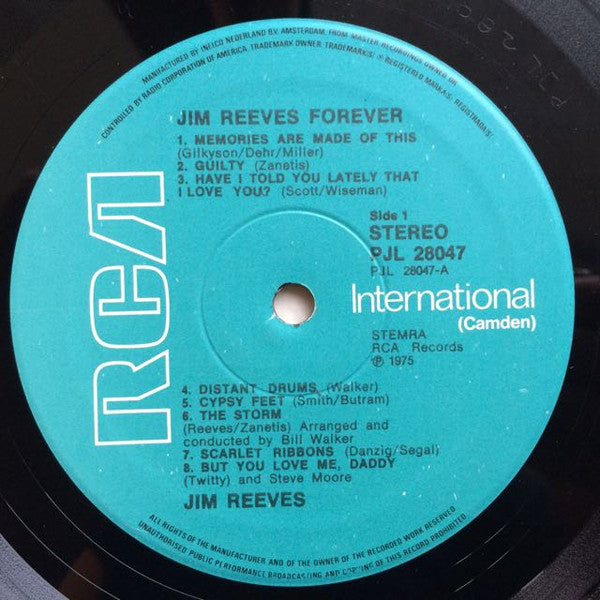 MANUFACTURED BY INELCO NEDERLAND B.V. AMSTERDAM, FROM MASTER RECORDINGS OWNED OR
CONTROLLED BY RADIO CORPORATION OF AMERICA. TRADEMARK OWNER. TRADEMARK(S) ® REGISTERED MARKA(S) REGISTRADA(S)
PJL 280
JIM REEVES FOREVER
1. MEMORIES ARE MADE OF THIS
(Gilkyson/Dehr/Miller)
2. GUILTY (Zanetis)
3. HAVE I TOLD YOU LATELY THAT
I LOVE YOU? (Scott/Wiseman)
Side 1
STEREO
PJL 28047
PJL 28047-A
RCA
International
(Camden)
STEMRA
RCA Records
℗ 1975
4. DISTANT DRUMS, (Walker)
5. CYPSY FEET (Smith/Butram)
6. THE STORM
(Reeves/Zanetis) Arranged and
conducted by Bill Walker
7. SCARLET RIBBONS (Danzig/Segal)
8. BUT YOU LOVE ME, DADDY
(Twitty) and Steve Moore
JIM REEVES
ALL RIGHTS OF THE MANUFACTURER AND OF THE OWNER OF THE RECORDED WORK RESERVED
UNAUTHORISED PUBLIC PERFORMANCE BROADCASTING AND COPYING OF THIS RECORD PROHIBITED